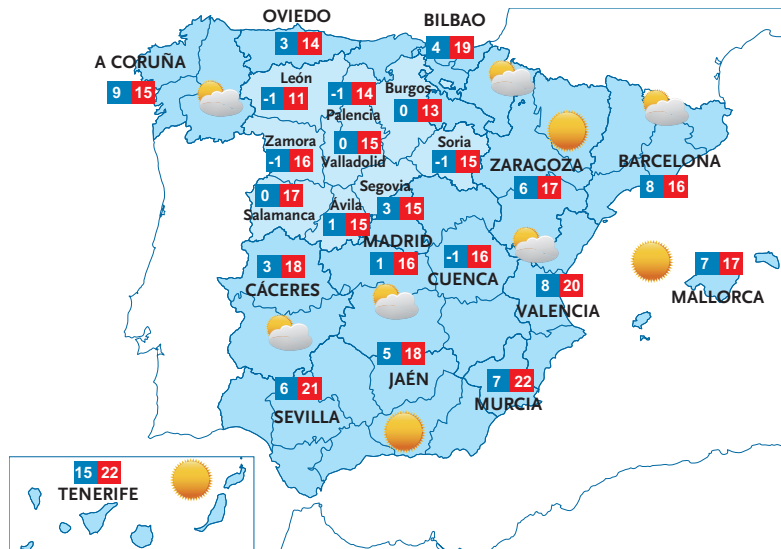 OVIEDO
3 14
BILBAO
4 19
A CORUÑA
9 15
León
-1 11
-1 14
Palencia
Burgos
0 13
Zamora
-1 16
0 15
Valladolid
Soria
-1 15
ZARAGOZA
6 17
BARCELONA
8 16
0 17
Salamanca
Ávila
1 15
Segovia
3 15
MADRID
1 16
-1 16
CUENCA
3 18
CÁCERES
8 20
VALENCIA
7 17
MALLORCA
5 18
JAÉN
7 22
MURCIA
6 21
SEVILLA
15 22
TENERIFE